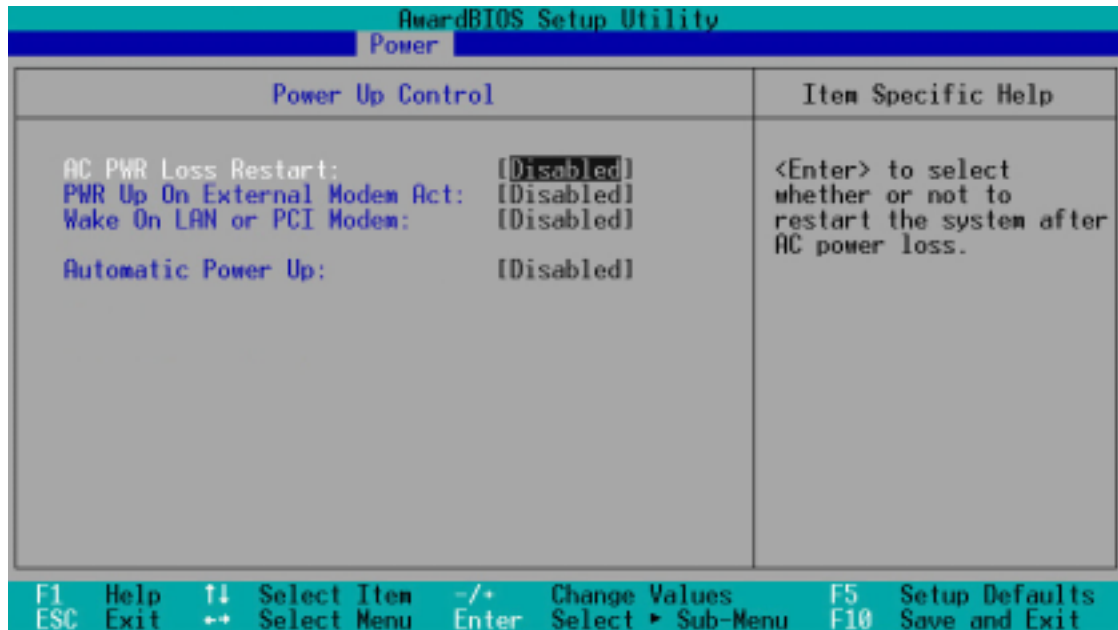 AwardBIOS Setup Utility
Power
Power Up Control
Item Specific Help
AC PWR Loss Restart: [Disabled]
PWR Up On External Modem Act: [Disabled]
Wake On LAN or PCI Modem: [Disabled]
Automatic Power Up: [Disabled]
<Enter> to select
whether or not to
restart the system after
AC power loss.
F1 Help ↑↓ Select Item -/+ Change Values F5 Setup Defaults
ESC Exit ←→ Select Menu Enter Select ► Sub-Menu F10 Save and Exit